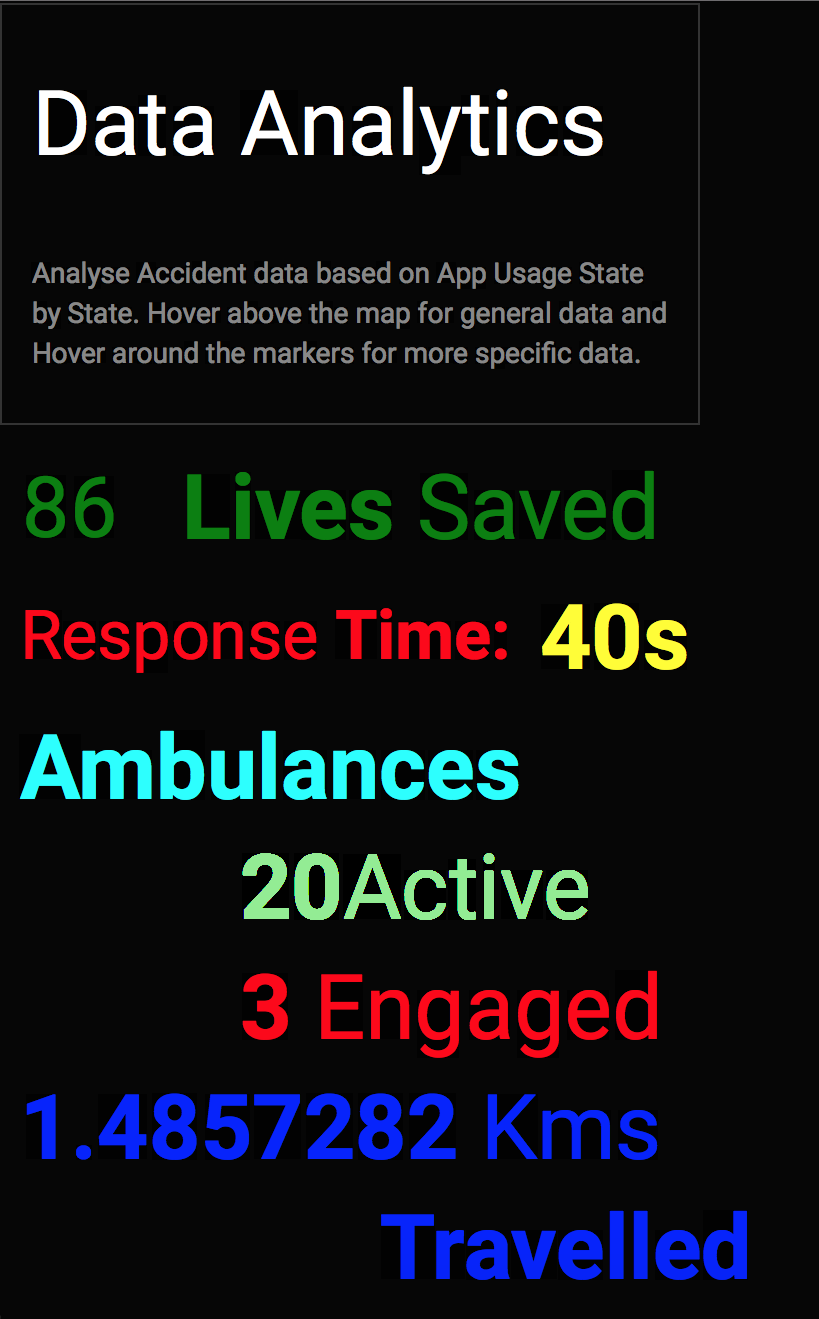 Data Analytics
Analyse Accident data based on App Usage State
by State. Hover above the map for general data and
Hover around the markers for more specific data.
86 Lives Saved
Response Time: 40s
Ambulances
20Active
3 Engaged
1.4857282 Kms
Travelled